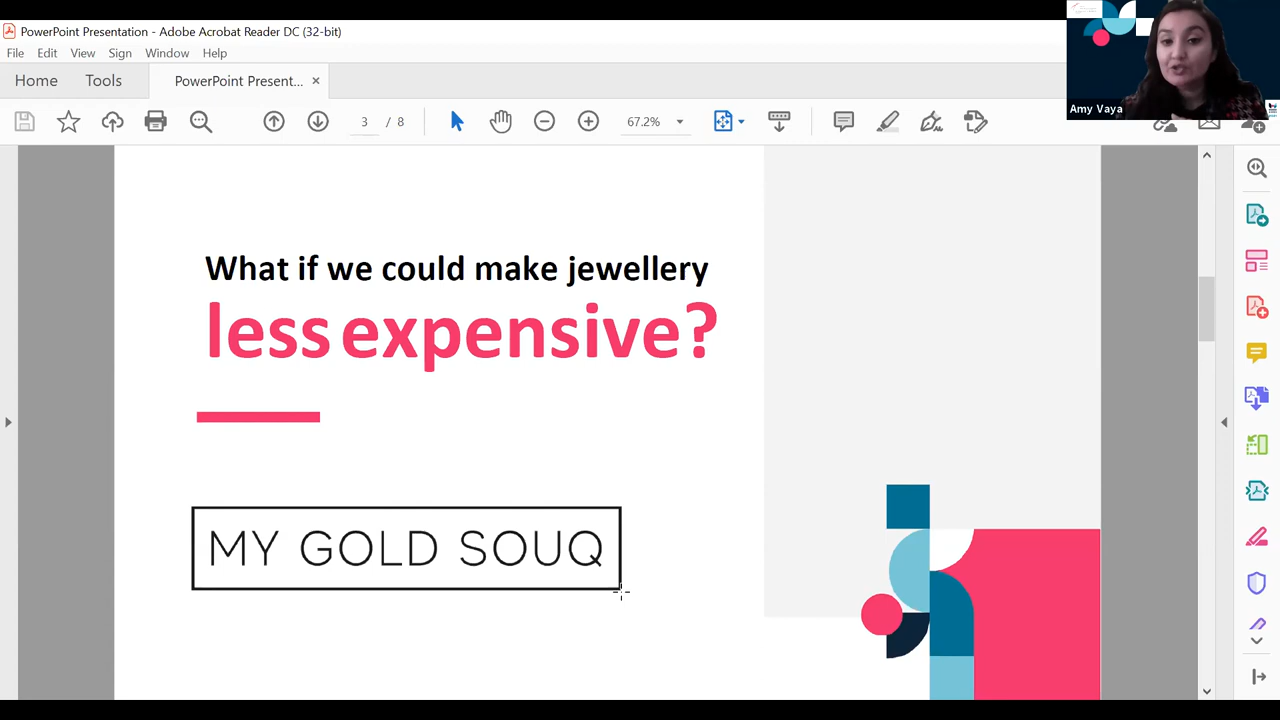 PowerPoint Presentation - Adobe Acrobat Reader DC (32-bit)
File Edit View Sign Window Help
Home Tools PowerPoint Present... ×
3 / 8 67.2%
Amy Vaya
What if we could make jewellery
less expensive?
MY GOLD SOUQ